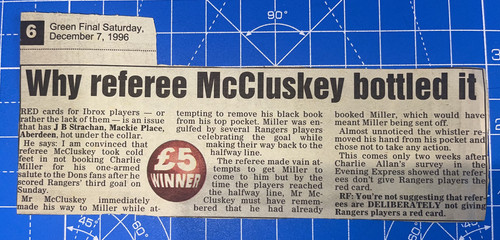 6
Green Final Saturday,
December 7, 1996
Why referee McCluskey bottled it
RED cards for Ibrox players — or
rather the lack of them — is an issue
that has J B Strachan, Mackie Place,
Aberdeen, hot under the collar.
He says: I am convinced that
referee McCluskey took cold
feet in not booking Charlie
Miller for his one-armed
salute to the Dons fans after he
scored Rangers' third goal on
Sunday.
Mr McCluskey immediately
made his way to Miller while at-
tempting to remove his black book
from his top pocket. Miller was en-
gulfed by several Rangers players
celebrating the goal while
making their way back to the
halfway line.
The referee made vain at-
tempts to get Miller to
come to him but by the
time the players reached
the halfway line, Mr Mc-
Cluskey must have remem-
bered that he had already
£5
WINNER
booked Miller, which would have
meant Miller being sent off.
Almost unnoticed the whistler re-
moved his hand from his pocket and
chose not to take any action.
This comes only two weeks after
Charlie Allan's survey in the
Evening Express showed that refer-
ees don't give Rangers players the
red card.
RF: You're not suggesting that refer-
ees are DELIBERATELY not giving
Rangers players a red card.
90°
45°
60°